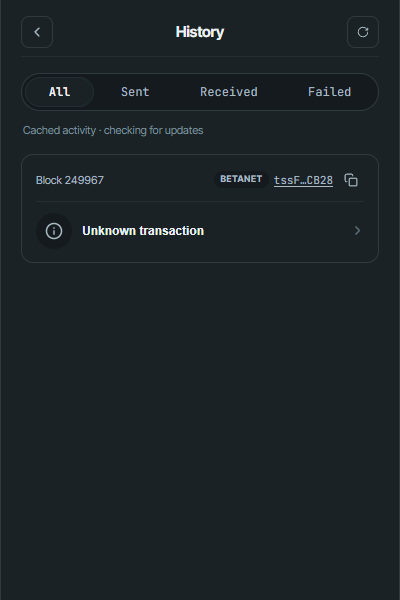 History
All Sent Received Failed
Cached activity · checking for updates
Block 249967 BETANET tssF…CB28
Unknown transaction